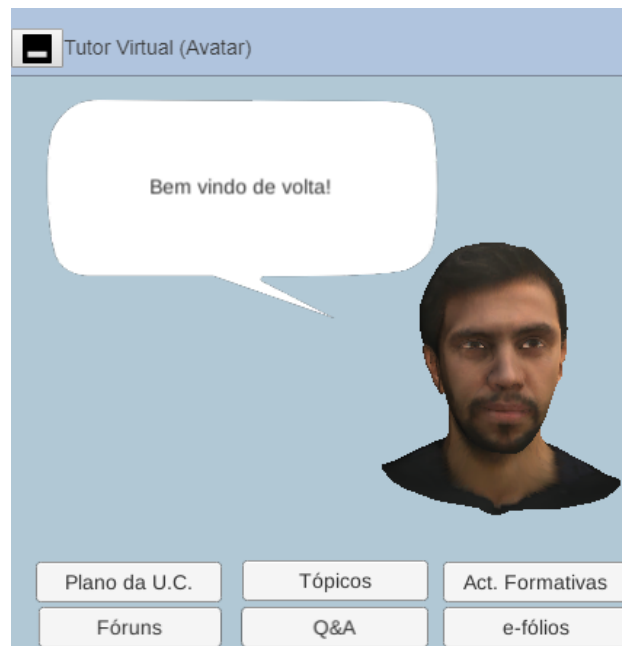 Tutor Virtual (Avatar)
Bem vindo de volta!
Plano da U.C.
Tópicos
Act. Formativas
Fóruns
Q&A
e-fólios